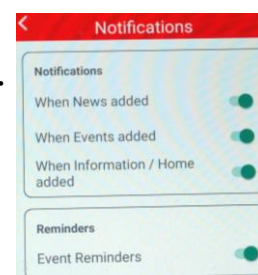 Notifications
Notifications
When News added
When Events added
When Information / Home
added
Reminders
Event Reminders